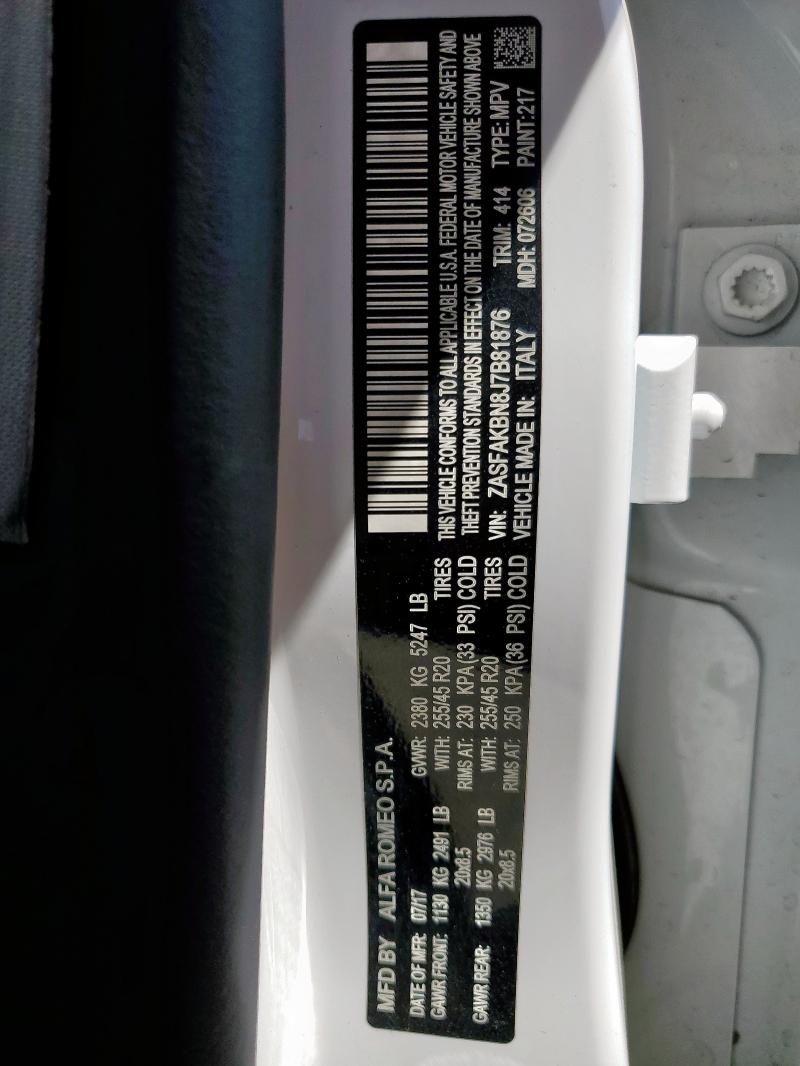 MFD BY ALFA ROMEO S.P.A.
DATE OF MFR: 07/17 GVWR: 2380 KG 5247 LB
GAWR FRONT: 1130 KG 2491 LB WITH: 255/45 R20 TIRES
20x8.5 RIMS AT: 230 KPA (33 PSI) COLD
GAWR REAR: 1350 KG 2976 LB WITH: 255/45 R20 TIRES
20x8.5 RIMS AT: 250 KPA (36 PSI) COLD
THIS VEHICLE CONFORMS TO ALL APPLICABLE U.S.A. FEDERAL MOTOR VEHICLE SAFETY AND
THEFT PREVENTION STANDARDS IN EFFECT ON THE DATE OF MANUFACTURE SHOWN ABOVE
VIN: ZASFAKBN8J7B81876 TRIM: 414 TYPE: MPV
VEHICLE MADE IN: ITALY MDH: 072606 PAINT: 217